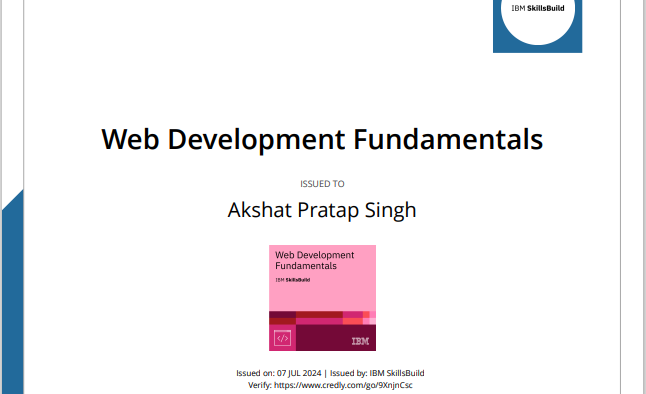 IBM SkillsBuild
Web Development Fundamentals
ISSUED TO
Akshat Pratap Singh
Web Development
Fundamentals
IBM SkillsBuild
</>
IBM
Issued on: 07 JUL 2024 | Issued by: IBM SkillsBuild
Verify: https://www.credly.com/go/9XnjnCsc